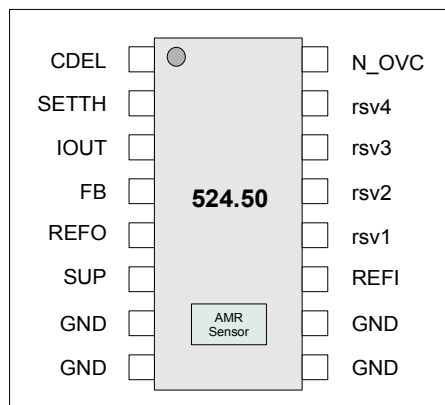 CDEL N_OVC
SETTH rsv4
IOUT rsv3
FB 524.50 rsv2
REFO rsv1
SUP REFI
GND AMR GND
Sensor
GND GND